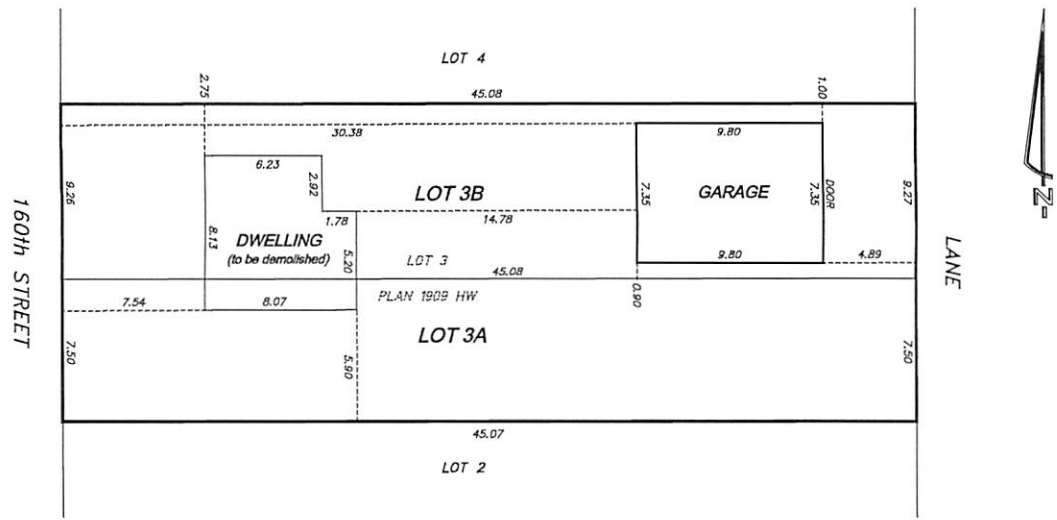 LOT 4
2.75
45.08
1.00
30.38
9.80
6.23
9.26
2.92
LOT 3B
7.35
GARAGE
7.35
DOOR
9.27
160th STREET
8.13
1.78
14.78
DWELLING
(to be demolished)
5.20
LOT 3
45.08
9.80
4.89
LANE
7.54
8.07
PLAN 1909 HW
0.90
LOT 3A
7.50
5.90
7.50
45.07
LOT 2
N